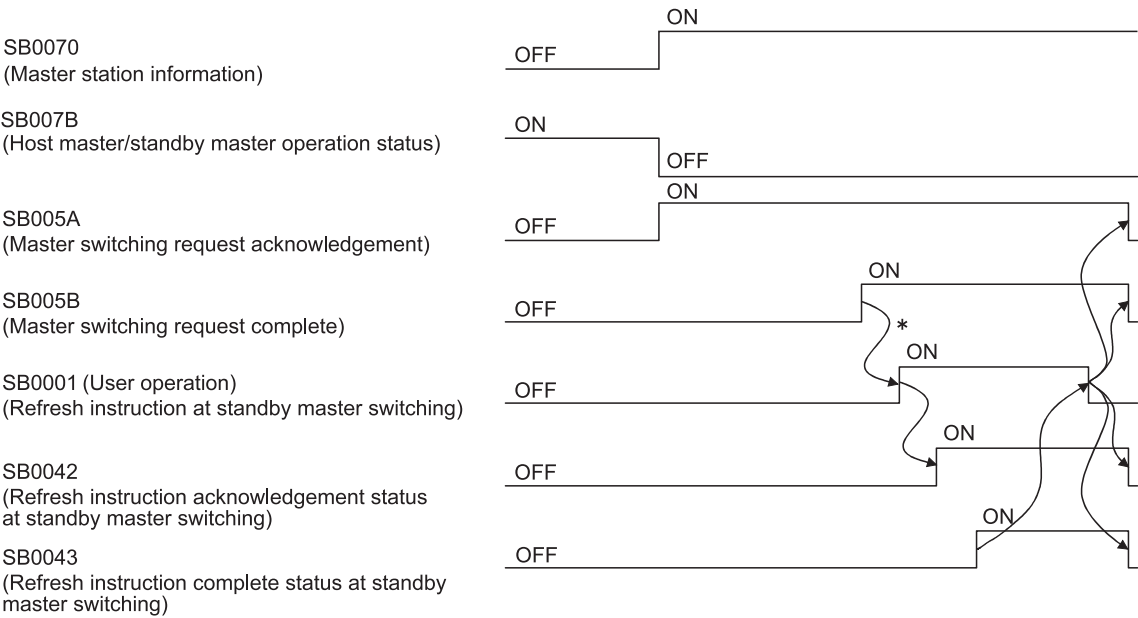 ON
SB0070
OFF
(Master station information)
SB007B
ON
(Host master/standby master operation status)
OFF
ON
SB005A
OFF
(Master switching request acknowledgement)
ON
SB005B
OFF
(Master switching request complete)
*
ON
SB0001 (User operation)
OFF
(Refresh instruction at standby master switching)
ON
SB0042
OFF
(Refresh instruction acknowledgement status
at standby master switching)
ON
SB0043
OFF
(Refresh instruction complete status at standby
master switching)